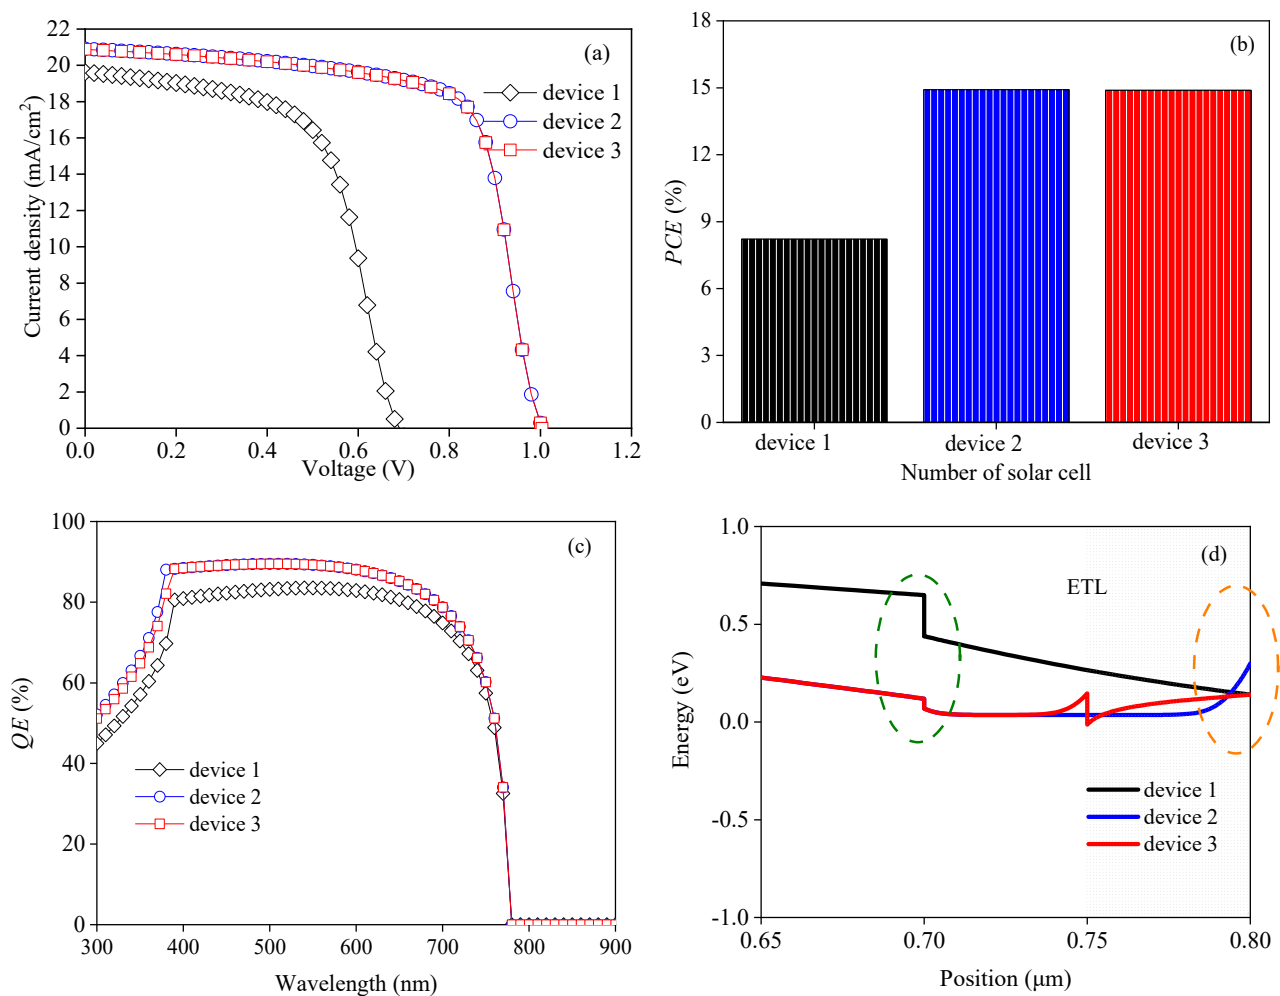 (a)
22
20
18
16
14
12
10
8
6
4
2
0
Current density (mA/cm²)
device 1
device 2
device 3
0.0 0.2 0.4 0.6 0.8 1.0 1.2
Voltage (V)
(b)
18
15
12
9
6
3
0
PCE (%)
device 1 device 2 device 3
Number of solar cell
(c)
100
80
60
40
20
0
QE (%)
device 1
device 2
device 3
300 400 500 600 700 800 900
Wavelength (nm)
(d)
ETL
1.0
0.5
0.0
-0.5
-1.0
Energy (eV)
device 1
device 2
device 3
0.65 0.70 0.75 0.80
Position (μm)